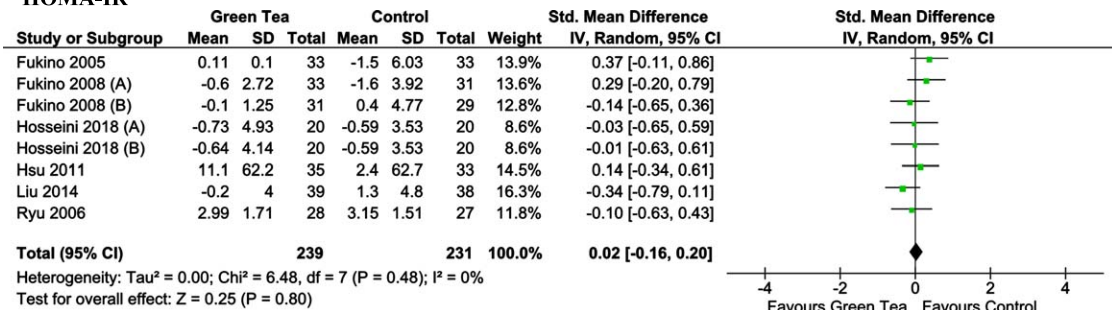 HOMA-IR
Green Tea Control Std. Mean Difference Std. Mean Difference
Study or Subgroup Mean SD Total Mean SD Total Weight IV, Random, 95% CI IV, Random, 95% CI
Fukino 2005 0.11 0.1 33 -1.5 6.03 33 13.9% 0.37 [-0.11, 0.86]
Fukino 2008 (A) -0.6 2.72 33 -1.6 3.92 31 13.6% 0.29 [-0.20, 0.79]
Fukino 2008 (B) -0.1 1.25 31 0.4 4.77 29 12.8% -0.14 [-0.65, 0.36]
Hosseini 2018 (A) -0.73 4.93 20 -0.59 3.53 20 8.6% -0.03 [-0.65, 0.59]
Hosseini 2018 (B) -0.64 4.14 20 -0.59 3.53 20 8.6% -0.01 [-0.63, 0.61]
Hsu 2011 11.1 62.2 35 2.4 62.7 33 14.5% 0.14 [-0.34, 0.61]
Liu 2014 -0.2 4 39 1.3 4.8 38 16.3% -0.34 [-0.79, 0.11]
Ryu 2006 2.99 1.71 28 3.15 1.51 27 11.8% -0.10 [-0.63, 0.43]
Total (95% CI) 239 231 100.0% 0.02 [-0.16, 0.20]
Heterogeneity: Tau² = 0.00; Chi² = 6.48, df = 7 (P = 0.48); I² = 0%
Test for overall effect: Z = 0.25 (P = 0.80)
-4 -2 0 2 4
Favours Green Tea Favours Control